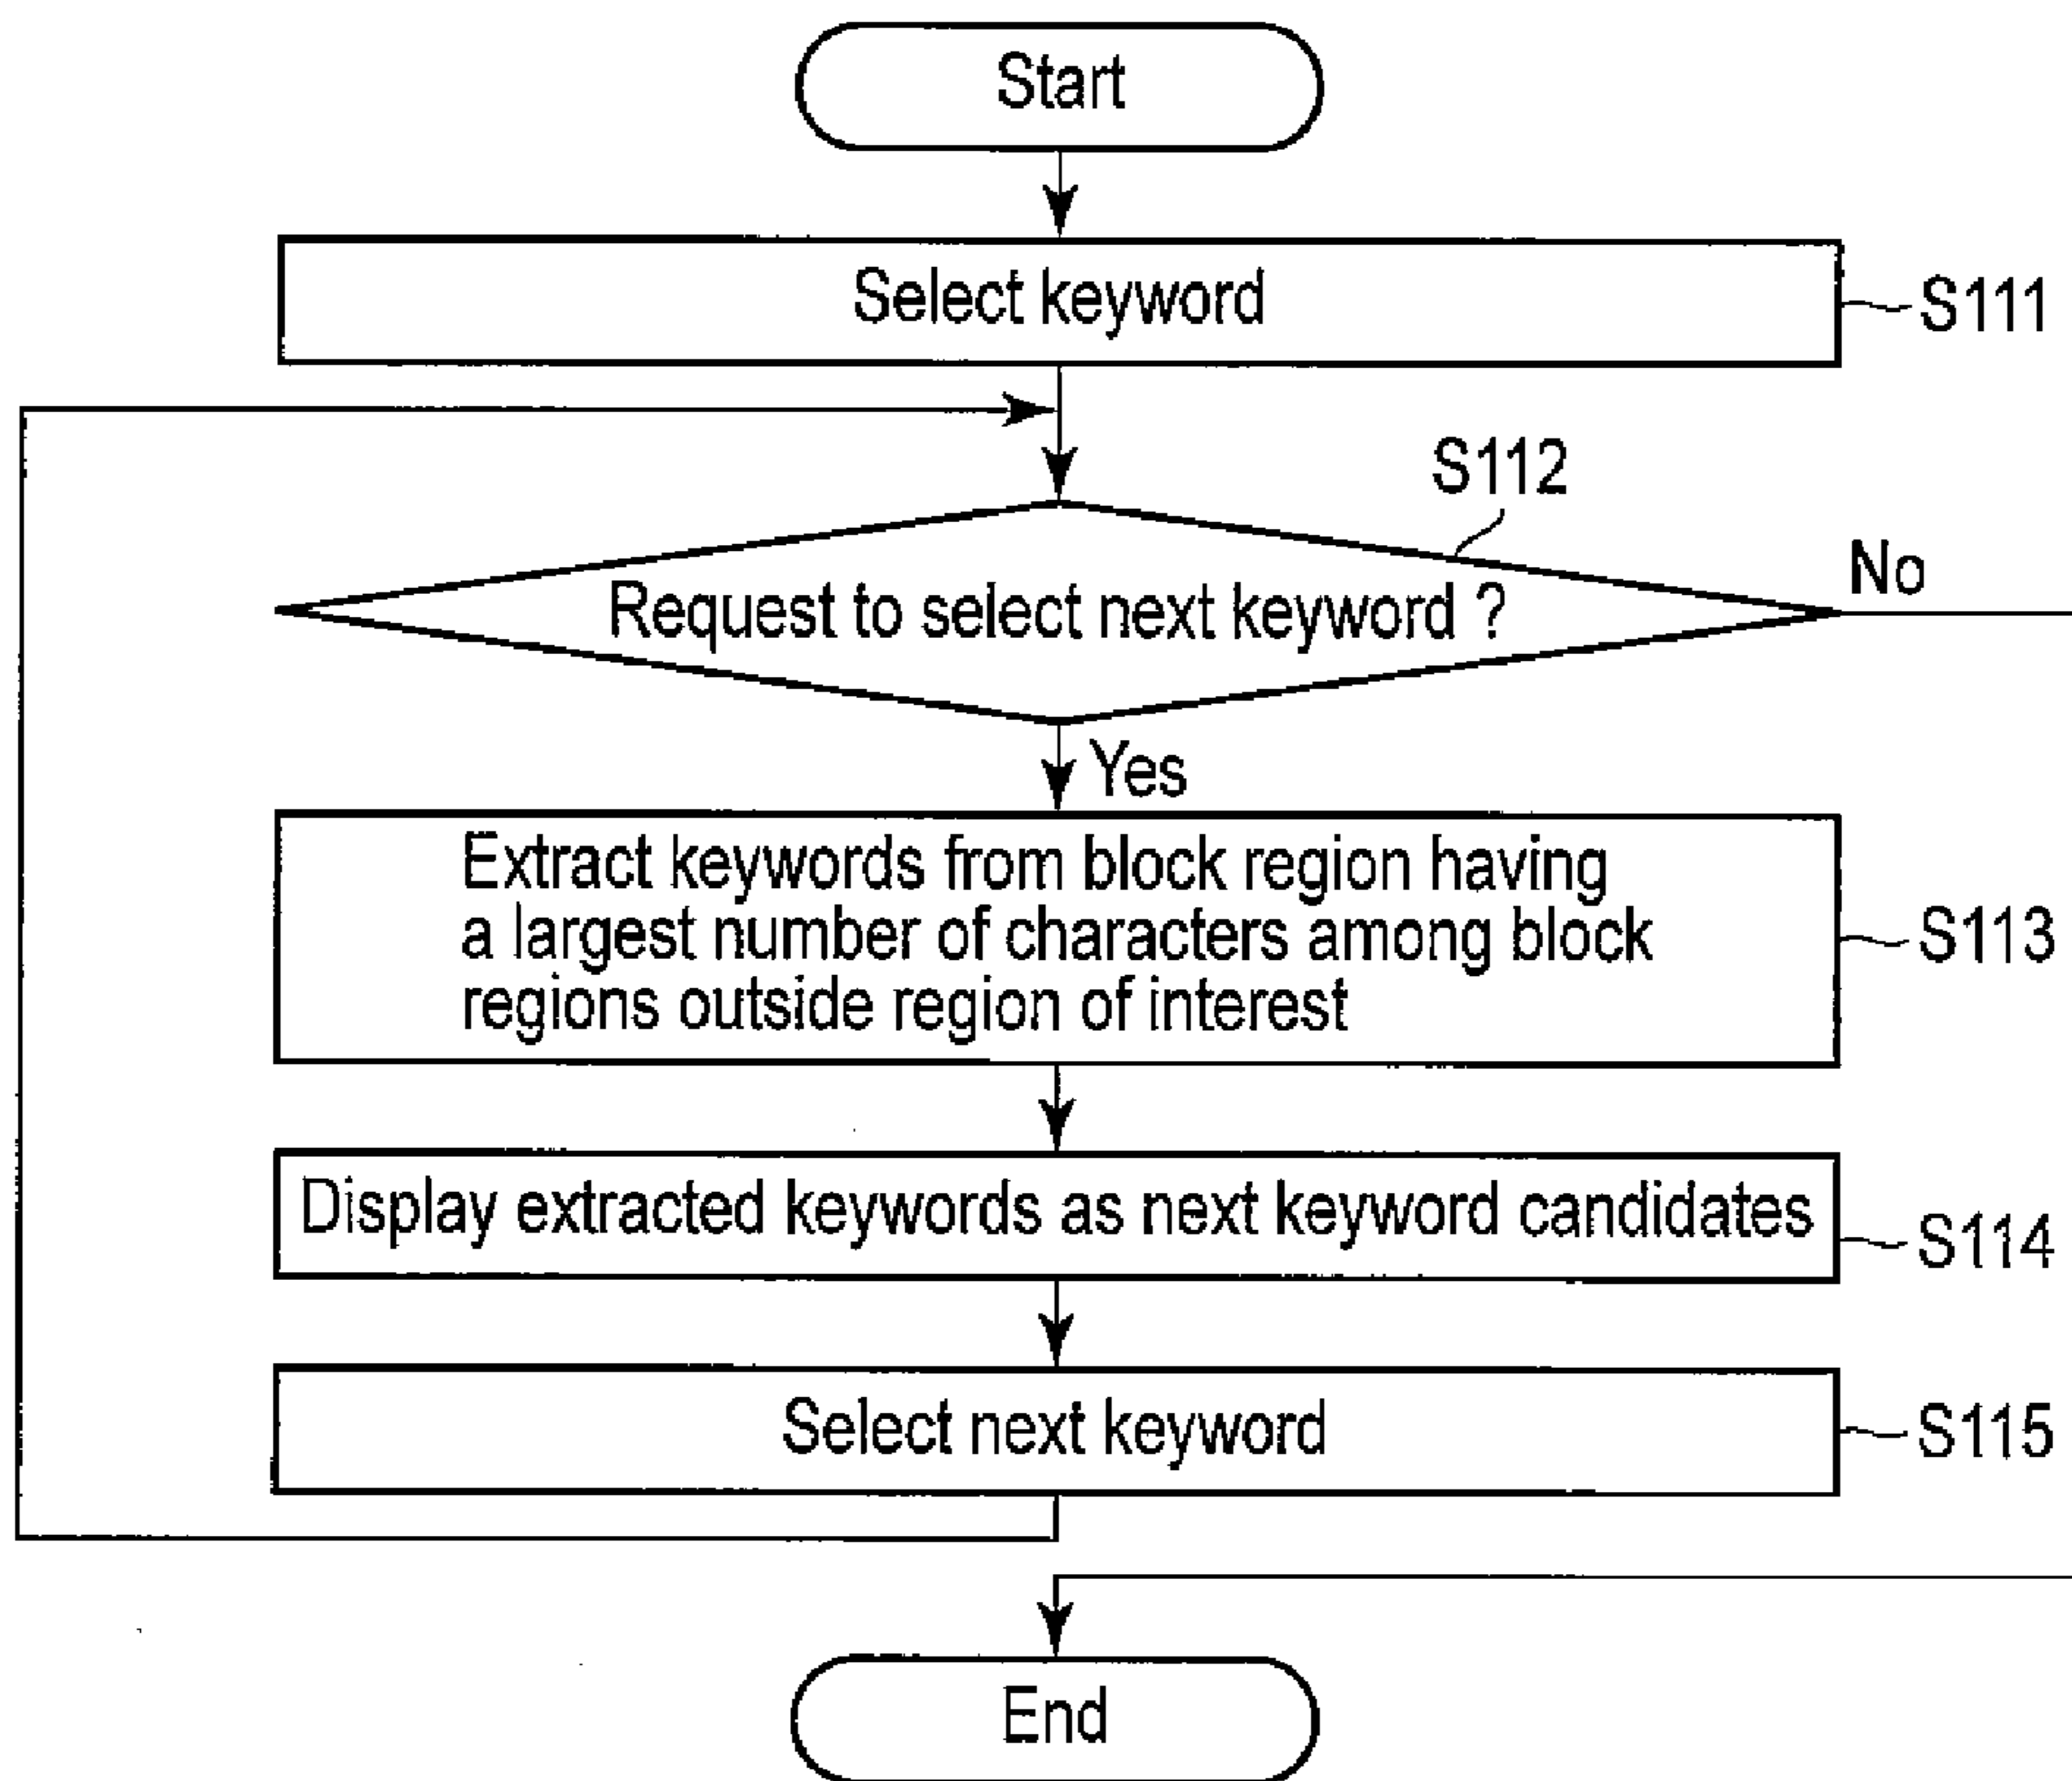 Start
Select keyword
S111
S112
Request to select next keyword ?
No
Yes
Extract keywords from block region having
a largest number of characters among block
regions outside region of interest
S113
Display extracted keywords as next keyword candidates
S114
Select next keyword
S115
End